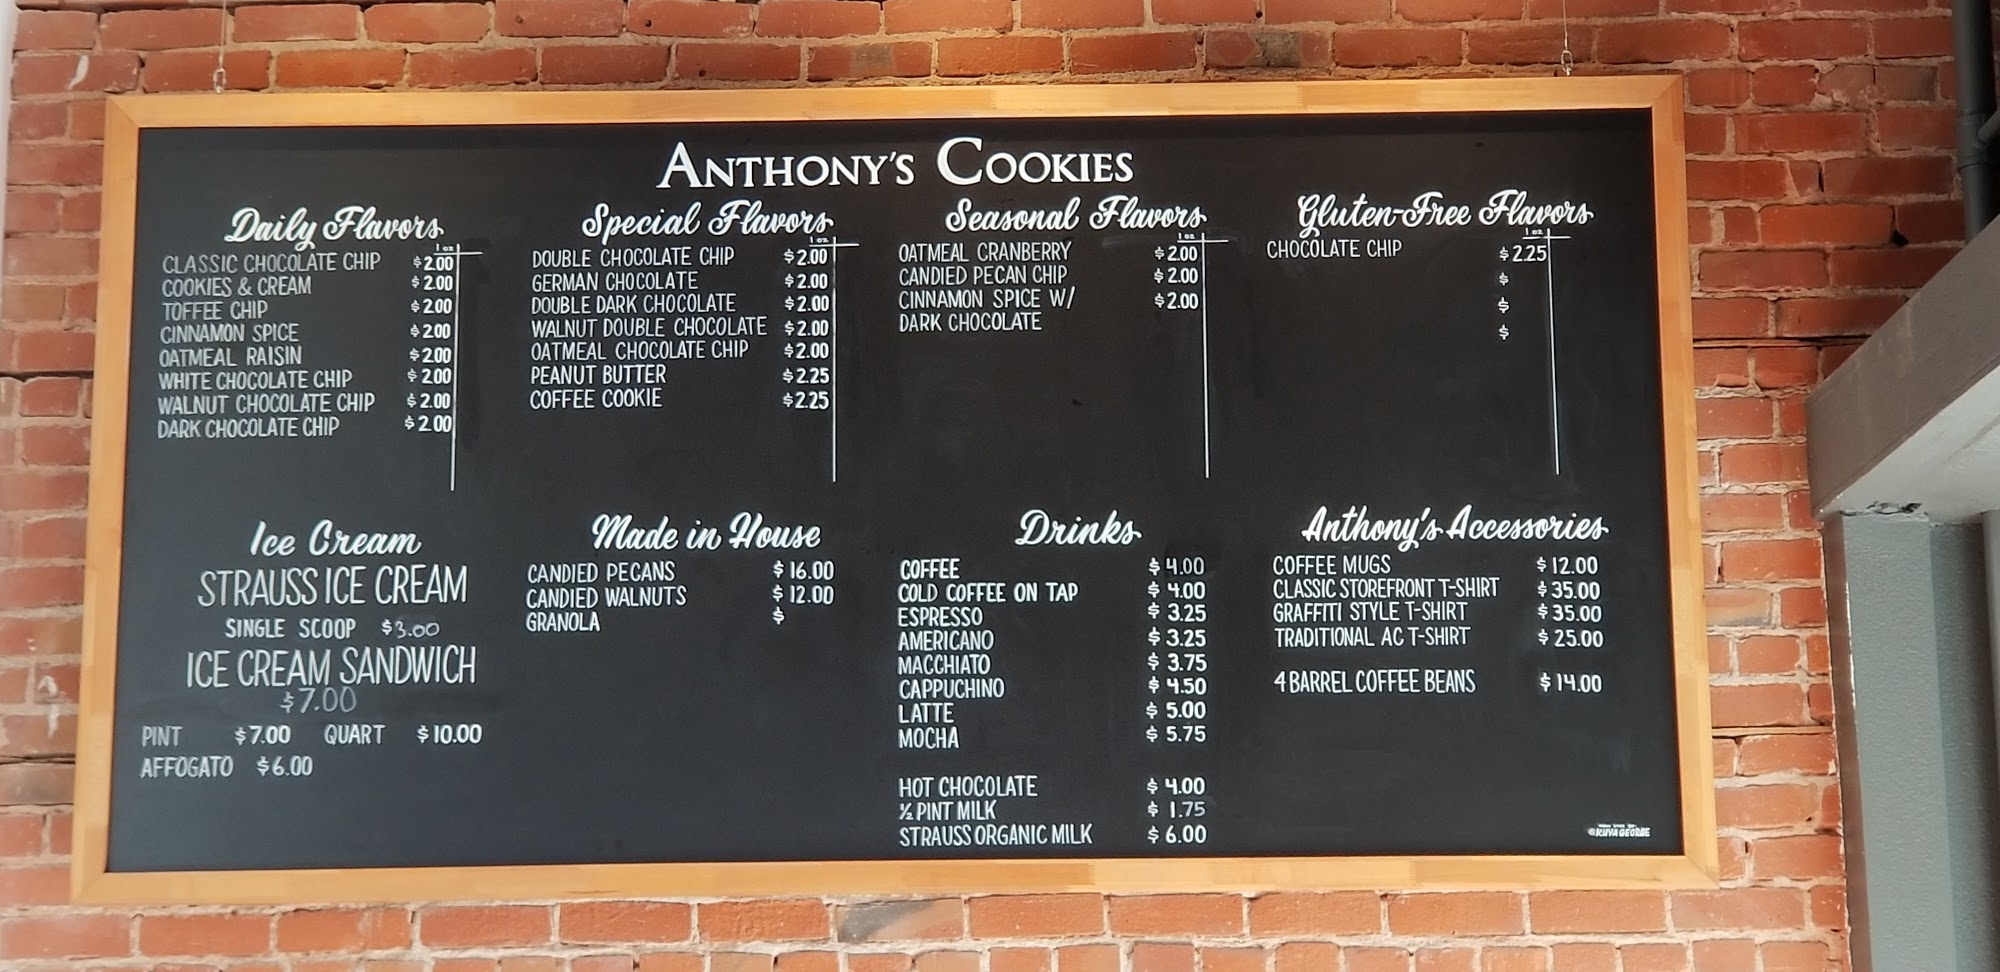 ANTHONY'S COOKIES
Daily Flavors
1 oz
CLASSIC CHOCOLATE CHIP $2.00
COOKIES & CREAM $2.00
TOFFEE CHIP $2.00
CINNAMON SPICE $2.00
OATMEAL RAISIN $2.00
WHITE CHOCOLATE CHIP $2.00
WALNUT CHOCOLATE CHIP $2.00
DARK CHOCOLATE CHIP $2.00
Special Flavors
1 oz
DOUBLE CHOCOLATE CHIP $2.00
GERMAN CHOCOLATE $2.00
DOUBLE DARK CHOCOLATE $2.00
WALNUT DOUBLE CHOCOLATE $2.00
OATMEAL CHOCOLATE CHIP $2.00
PEANUT BUTTER $2.25
COFFEE COOKIE $2.25
Seasonal Flavors
1 oz
OATMEAL CRANBERRY $2.00
CANDIED PECAN CHIP $2.00
CINNAMON SPICE W/ $2.00
DARK CHOCOLATE
Gluten-Free Flavors
1 oz
CHOCOLATE CHIP $2.25
$
$
$
Ice Cream
STRAUSS ICE CREAM
SINGLE SCOOP $3.00
ICE CREAM SANDWICH
$7.00
PINT $7.00 QUART $10.00
AFFOGATO $6.00
Made in House
CANDIED PECANS $16.00
CANDIED WALNUTS $12.00
GRANOLA $
Drinks
COFFEE $4.00
COLD COFFEE ON TAP $4.00
ESPRESSO $3.25
AMERICANO $3.25
MACCHIATO $3.75
CAPPUCHINO $4.50
LATTE $5.00
MOCHA $5.75
HOT CHOCOLATE $4.00
½ PINT MILK $1.75
STRAUSS ORGANIC MILK $6.00
Anthony's Accessories
COFFEE MUGS $12.00
CLASSIC STOREFRONT T-SHIRT $35.00
GRAFFITI STYLE T-SHIRT $35.00
TRADITIONAL AC T-SHIRT $25.00
4 BARREL COFFEE BEANS $14.00
@KUYAGEORGE